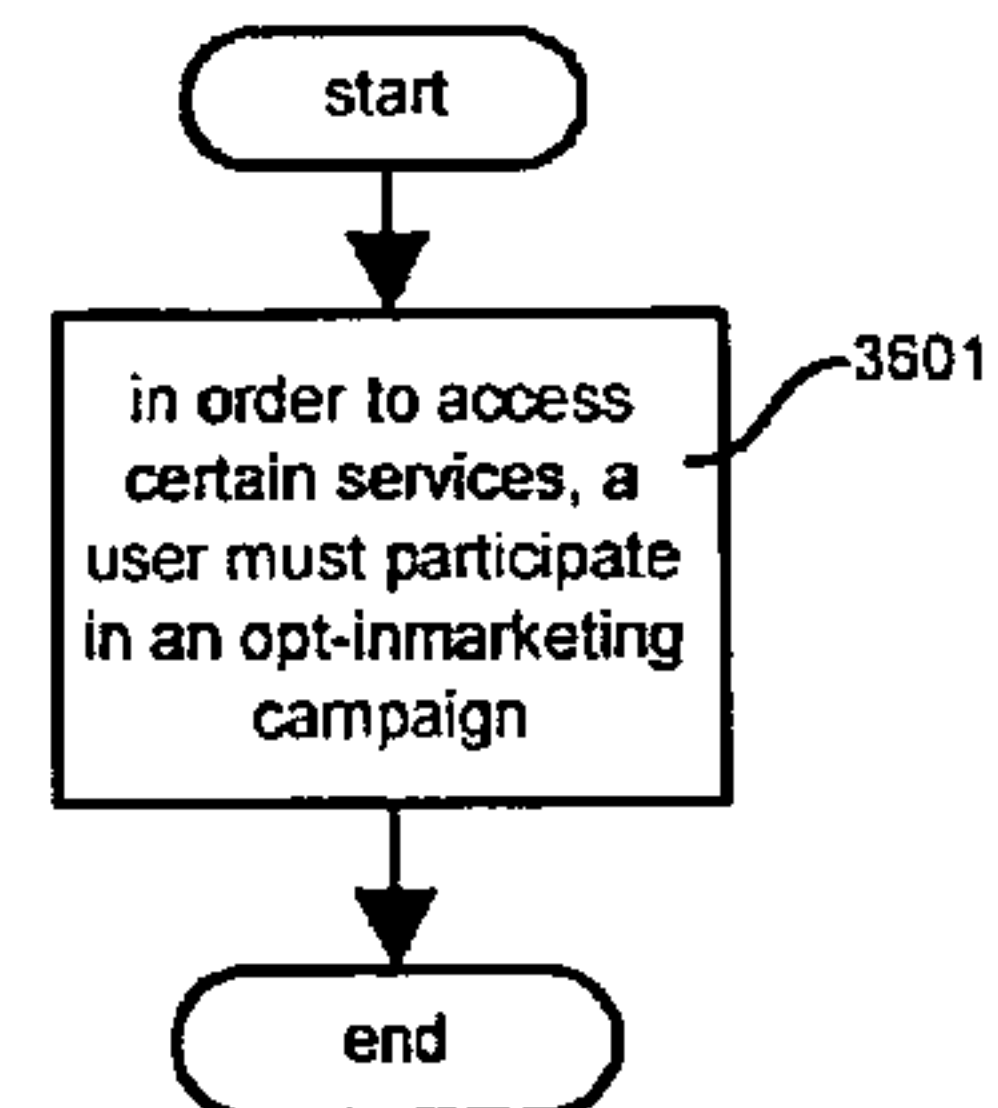 start
3601
in order to access
certain services, a
user must participate
in an opt-inmarketing
campaign
end